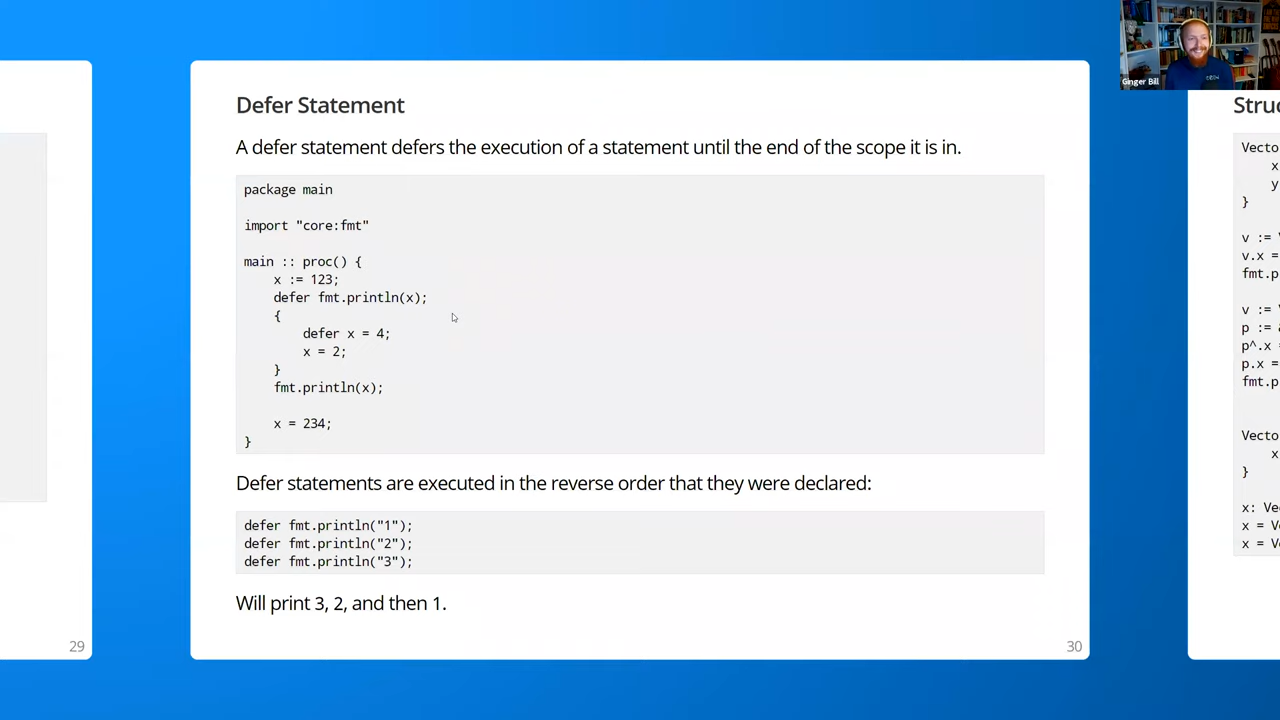 Ginger Bill
Defer Statement
A defer statement defers the execution of a statement until the end of the scope it is in.
package main
import "core:fmt"
main :: proc() {
    x := 123;
    defer fmt.println(x);
    {
        defer x = 4;
        x = 2;
    }
    fmt.println(x);
    x = 234;
}
Defer statements are executed in the reverse order that they were declared:
defer fmt.println("1");
defer fmt.println("2");
defer fmt.println("3");
Will print 3, 2, and then 1.
29
30
x
y
}
v :=
v.x =
fmt.p
v :=
p :=
p^.x =
p.x =
fmt.p
x
}
x:
x =
x =